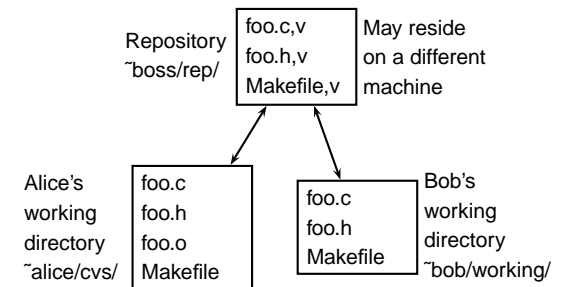 Repository
˜boss/rep/
foo.c,v
foo.h,v
Makefile,v
May reside
on a different
machine
Alice's
working
directory
˜alice/cvs/
foo.c
foo.h
foo.o
Makefile
foo.c
foo.h
Makefile
Bob's
working
directory
˜bob/working/